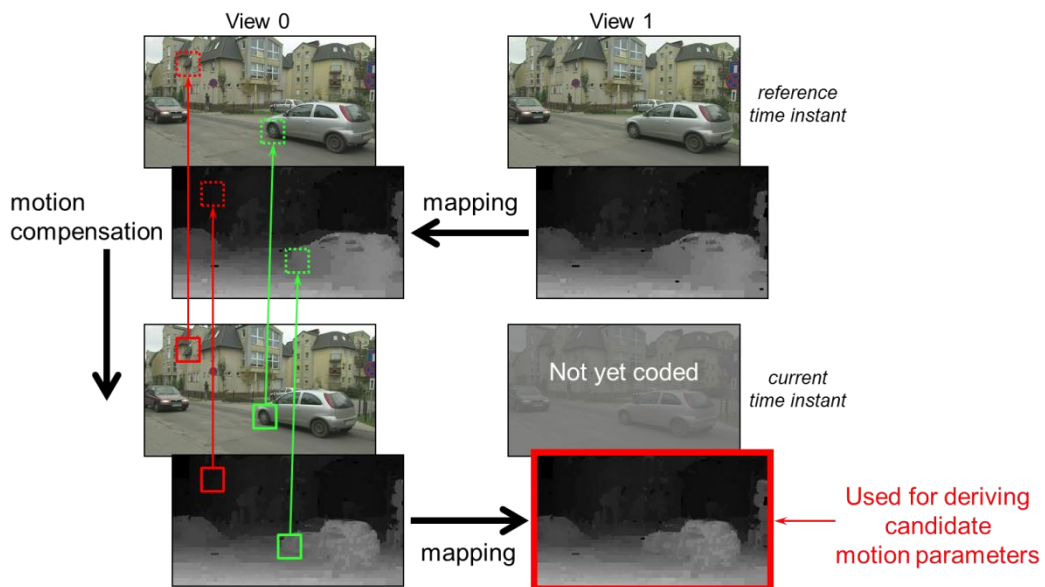 View 0
View 1
reference
time instant
motion
compensation
mapping
Not yet coded
current
time instant
mapping
Used for deriving
candidate
motion parameters